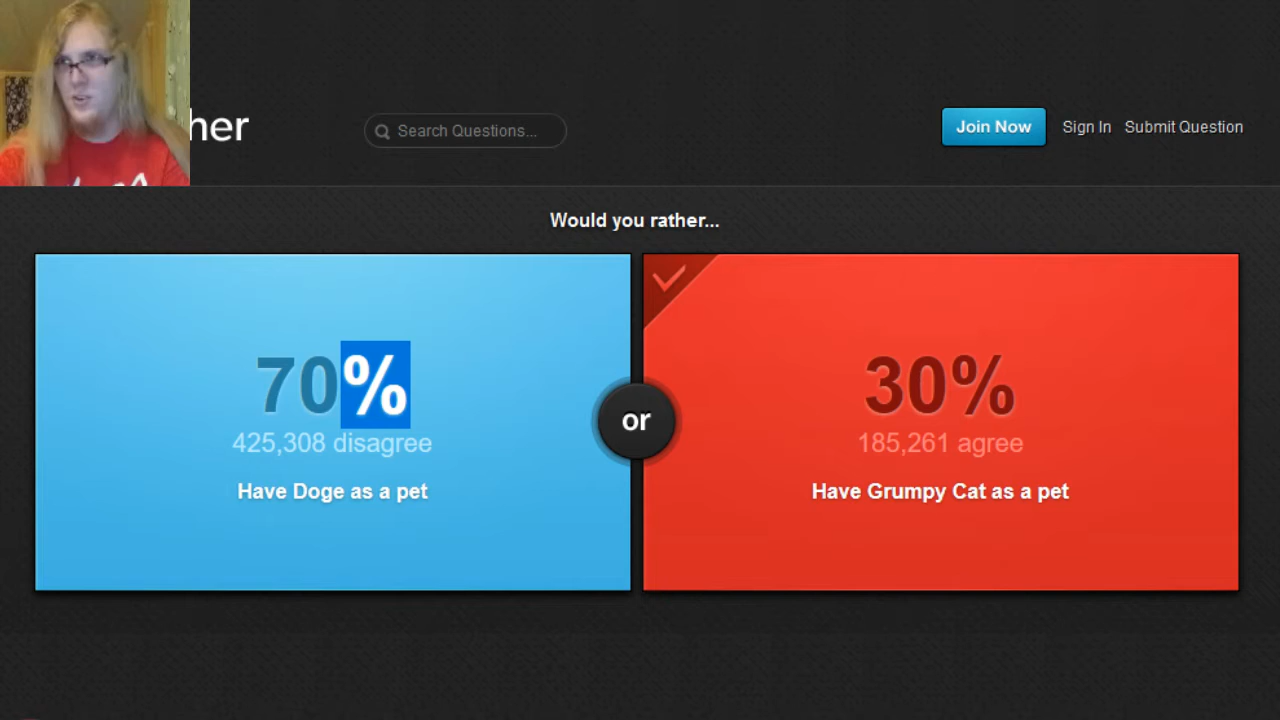 her
Search Questions...
Join Now
Sign In
Submit Question
Would you rather...
70%
425,308 disagree
Have Doge as a pet
or
30%
185,261 agree
Have Grumpy Cat as a pet